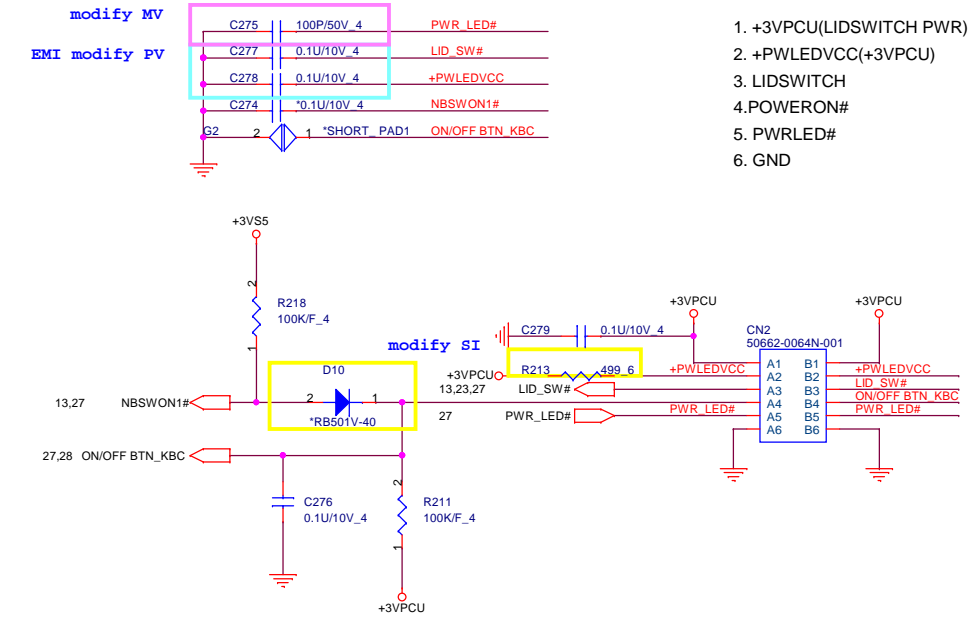 modify MV
C275 100P/50V_4 PWR_LED#
EMI modify PV
C277 0.1U/10V_4 LID_SW#
C278 0.1U/10V_4 +PWLEDVCC
C274 *0.1U/10V_4 NBSWON1#
G2 2 1 *SHORT_ PAD1 ON/OFF BTN_KBC
1. +3VPCU(LIDSWITCH PWR)
2. +PWLEDVCC(+3VPCU)
3. LIDSWITCH
4.POWERON#
5. PWRLED#
6. GND
+3VS5
2
R218
100K/F_4
1
modify SI
+3VPCU
+3VPCU
C279 0.1U/10V_4
CN2
50662-0064N-001
D10
2 1
*RB501V-40
+3VPCU R213 499_6 +PWLEDVCC
13,23,27 LID_SW#
13,27 NBSWON1#
27 PWR_LED# PWR_LED#
A1 B1
A2 B2 +PWLEDVCC
A3 B3 LID_SW#
A4 B4 ON/OFF BTN_KBC
A5 B5 PWR_LED#
A6 B6
27,28 ON/OFF BTN_KBC
C276
0.1U/10V_4
2
R211
100K/F_4
1
+3VPCU